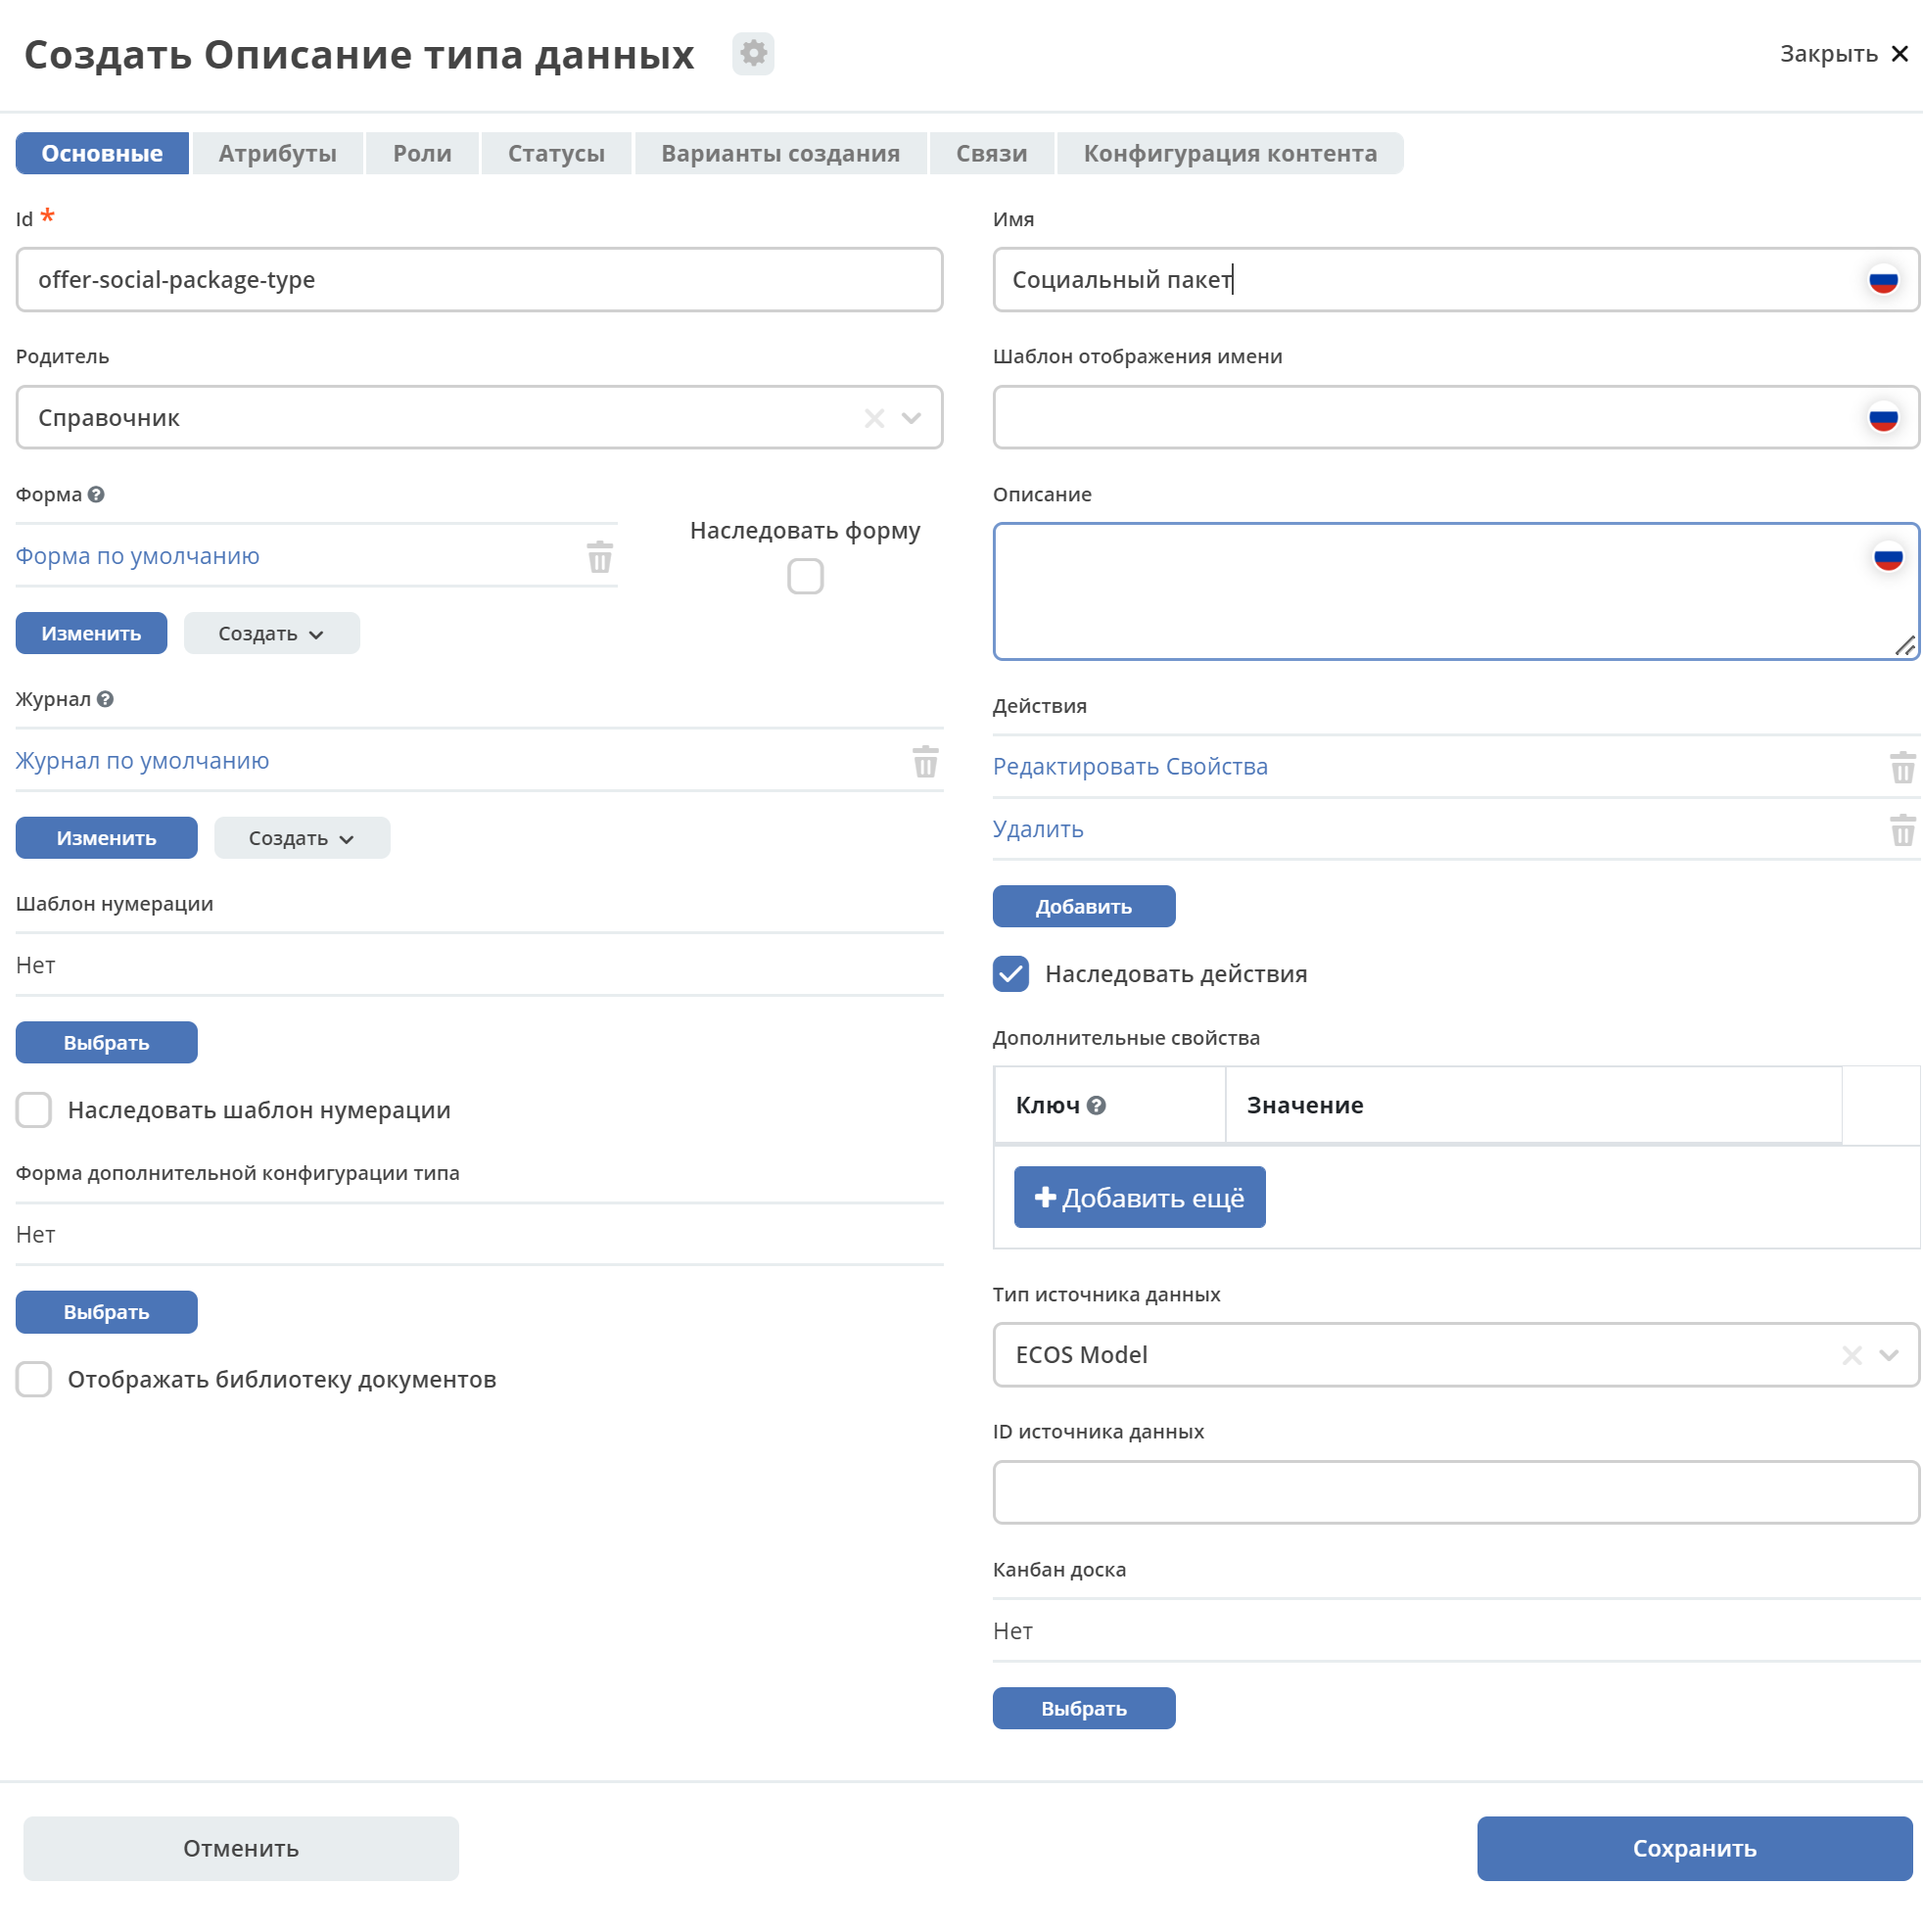 Создать Описание типа данных
Закрыть
Основные Атрибуты Роли Статусы Варианты создания Связи Конфигурация контента
Id *
offer-social-package-type
Имя
Социальный пакет
Родитель
Справочник
Шаблон отображения имени
Форма
Форма по умолчанию
Наследовать форму
Изменить Создать
Описание
Журнал
Журнал по умолчанию
Изменить Создать
Действия
Редактировать Свойства
Удалить
Добавить
Наследовать действия
Шаблон нумерации
Нет
Выбрать
Наследовать шаблон нумерации
Форма дополнительной конфигурации типа
Нет
Выбрать
Отображать библиотеку документов
Дополнительные свойства
Ключ Значение
Добавить ещё
Тип источника данных
ECOS Model
ID источника данных
Канбан доска
Нет
Выбрать
Отменить
Сохранить